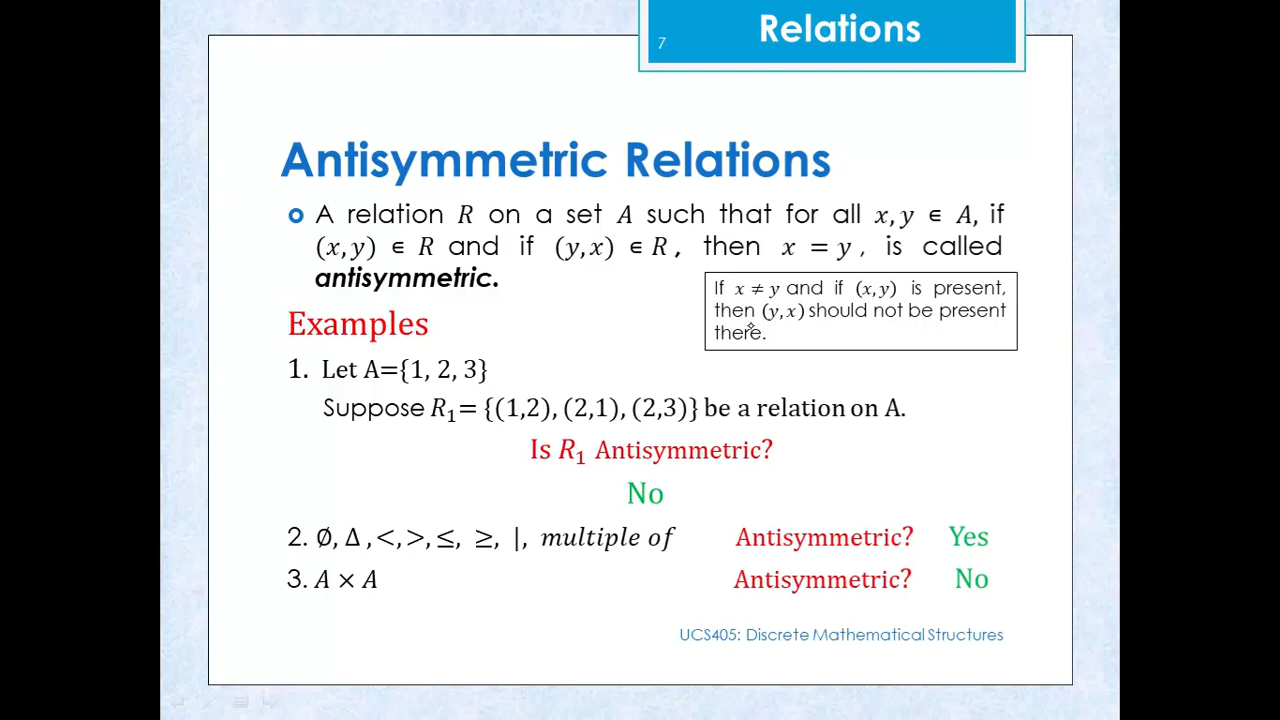 Relations
7
Antisymmetric Relations
A relation R on a set A such that for all x, y ∈ A, if
(x, y) ∈ R and if (y, x) ∈ R, then x = y, is called
antisymmetric.
If x ≠ y and if (x, y) is present,
then (y, x) should not be present
there.
Examples
1. Let A={1, 2, 3}
Suppose R₁= {(1,2), (2,1), (2,3)} be a relation on A.
Is R₁ Antisymmetric?
No
2. ∅, Δ ,<,>,≤, ≥, |, multiple of Antisymmetric? Yes
3. A × A Antisymmetric? No
UCS405: Discrete Mathematical Structures